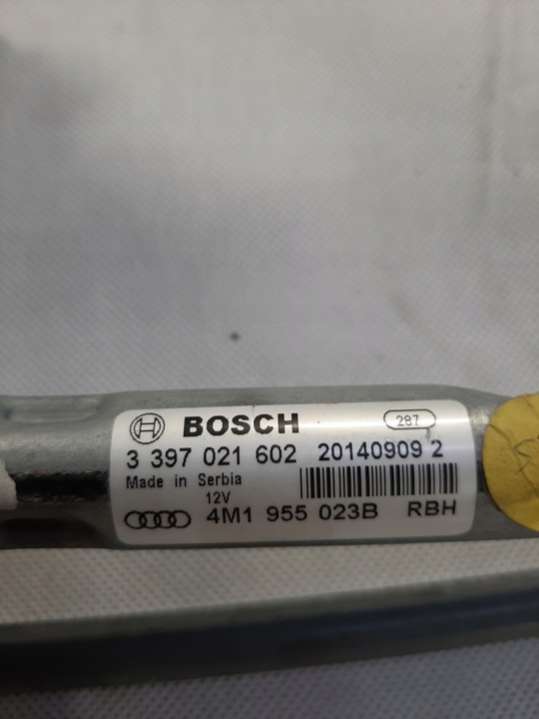 BOSCH 287
3 397 021 602 20140909 2
Made in Serbia
12V
4M1 955 023B RBH